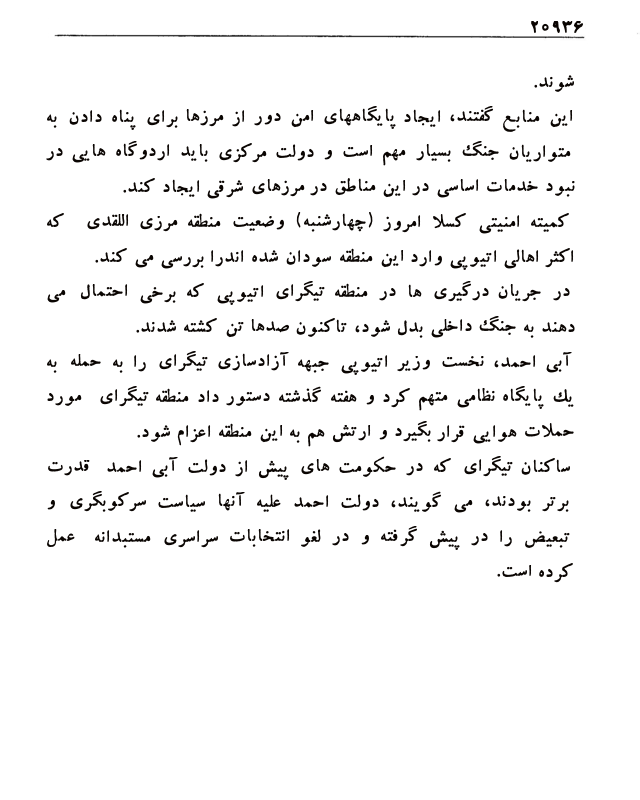 ۲۰۹۳۶
شوند.
این منابع گفتند، ایجاد پایگاههای امن دور از مرزها برای پناه دادن به
متواریان جنگ بسیار مهم است و دولت مرکزی باید اردوگاه هایی در
نبود خدمات اساسی در این مناطق در مرزهای شرقی ایجاد کند.
کمیته امنیتی کسلا امروز (چهارشنبه) وضعیت منطقه مرزی اللقدی که
اکثر اهالی اتیوپی وارد این منطقه سودان شده اندرا بررسی می کند.
در جریان درگیری ها در منطقه تیگرای اتیوپی که برخی احتمال می
دهند به جنگ داخلی بدل شود، تاکنون صدها تن کشته شدند.
آبی احمد، نخست وزیر اتیوپی جبهه آزادسازی تیگرای را به حمله به
یك پایگاه نظامی متهم کرد و هفته گذشته دستور داد منطقه تیگرای مورد
حملات هوایی قرار بگیرد و ارتش هم به این منطقه اعزام شود.
ساکنان تیگرای که در حکومت های پیش از دولت آبی احمد قدرت
برتر بودند، می گویند، دولت احمد علیه آنها سیاست سرکوبگری و
تبعیض را در پیش گرفته و در لغو انتخابات سراسری مستبدانه عمل
کرده است.